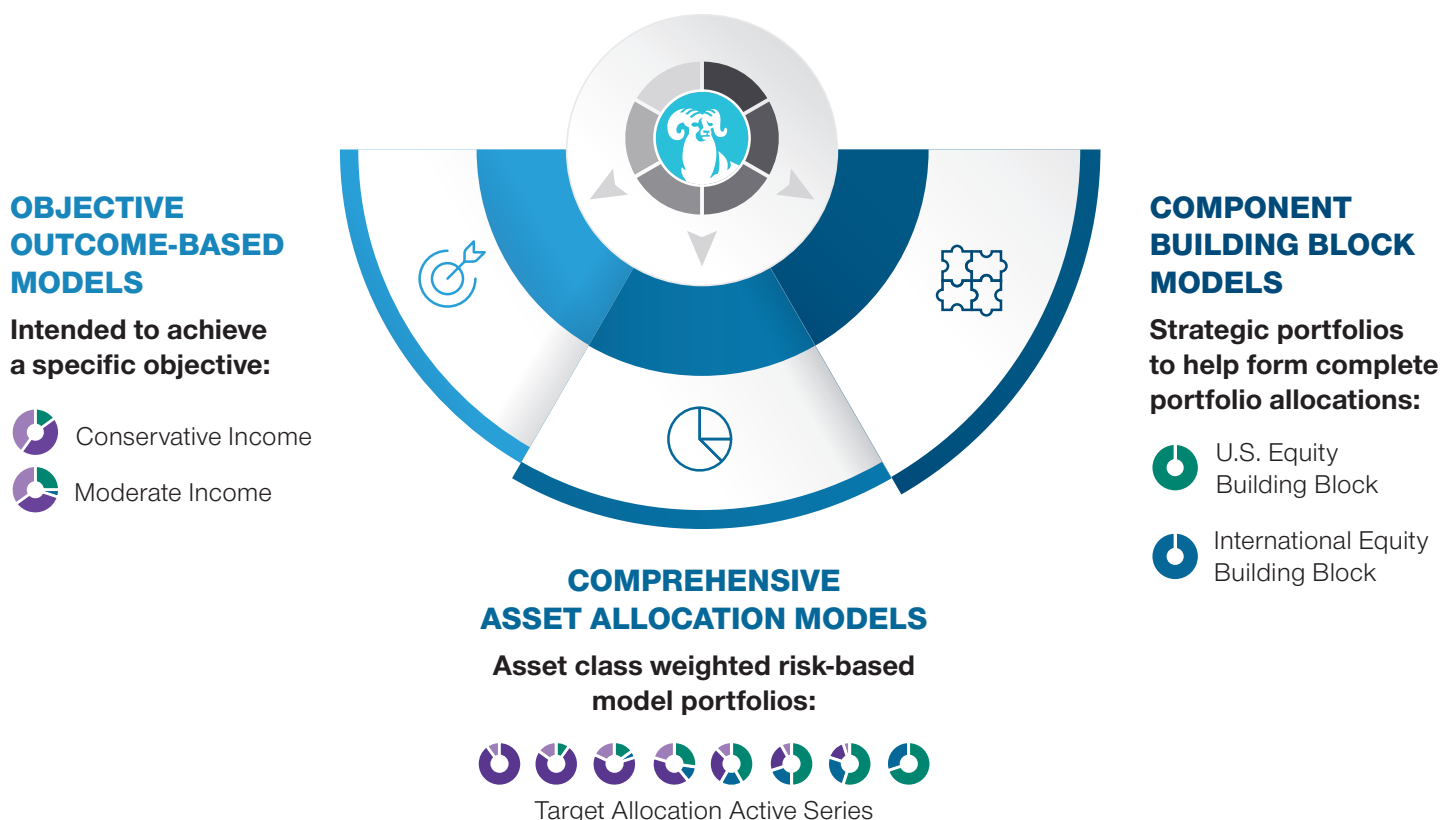 OBJECTIVE
OUTCOME-BASED
MODELS
Intended to achieve
a specific objective:
Conservative Income
Moderate Income
COMPREHENSIVE
ASSET ALLOCATION MODELS
Asset class weighted risk-based
model portfolios:
Target Allocation Active Series
COMPONENT
BUILDING BLOCK
MODELS
Strategic portfolios
to help form complete
portfolio allocations:
U.S. Equity
Building Block
International Equity
Building Block